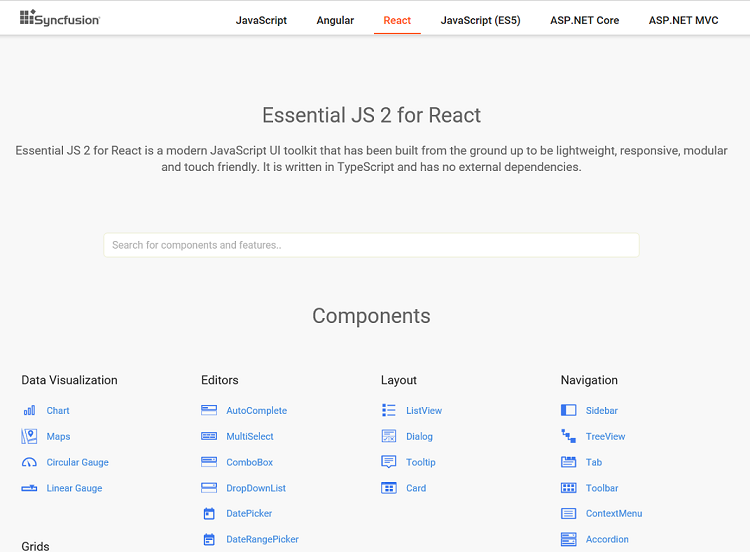 Syncfusion
JavaScript Angular React JavaScript (ES5) ASP.NET Core ASP.NET MVC
Essential JS 2 for React
Essential JS 2 for React is a modern JavaScript UI toolkit that has been built from the ground up to be lightweight, responsive, modular
and touch friendly. It is written in TypeScript and has no external dependencies.
Search for components and features..
Components
Data Visualization
Chart
Maps
Circular Gauge
Linear Gauge
Grids
Editors
AutoComplete
MultiSelect
ComboBox
DropDownList
DatePicker
DateRangePicker
Layout
ListView
Dialog
Tooltip
Card
Navigation
Sidebar
TreeView
Tab
Toolbar
ContextMenu
Accordion